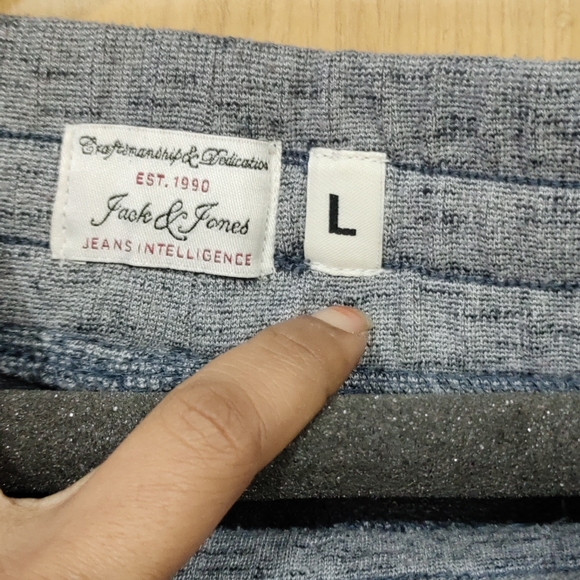 Craftsmanship & Dedication
EST. 1990
Jack & Jones
JEANS INTELLIGENCE
L